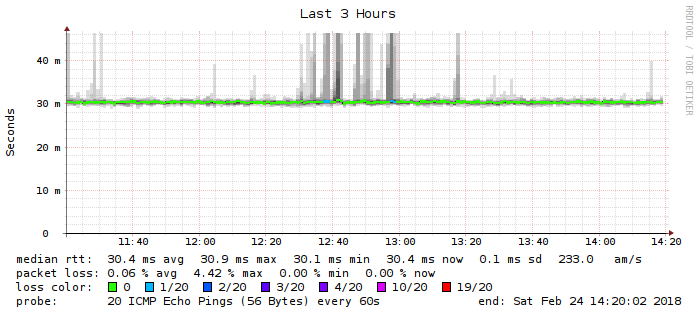 Last 3 Hours
RRDTOOL / TOBI OETIKER
Seconds
40 m
30 m
20 m
10 m
0
11:40 12:00 12:20 12:40 13:00 13:20 13:40 14:00 14:20
median rtt: 30.4 ms avg 30.9 ms max 30.1 ms min 30.4 ms now 0.1 ms sd 233.0 am/s
packet loss: 0.06 % avg 4.42 % max 0.00 % min 0.00 % now
loss color: 0 1/20 2/20 3/20 4/20 10/20 19/20
probe: 20 ICMP Echo Pings (56 Bytes) every 60s end: Sat Feb 24 14:20:02 2018